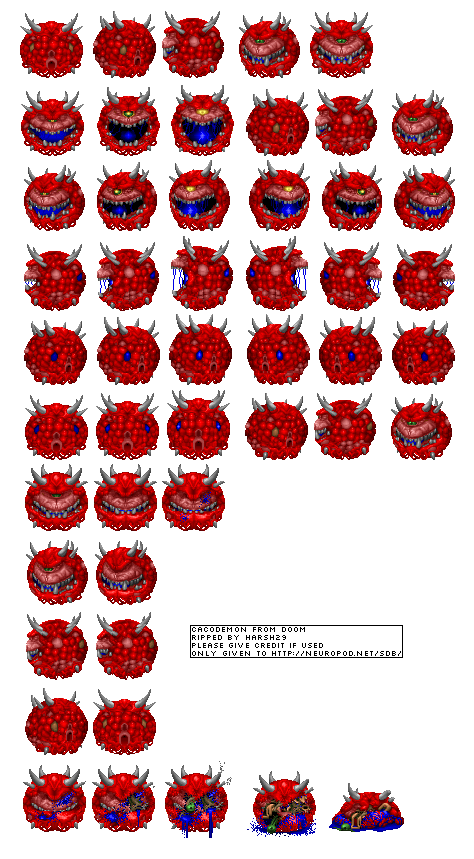 CACODEMON FROM DOOM
RIPPED BY HARSH29
PLEASE GIVE CREDIT IF USED
ONLY GIVEN TO HTTP://NEUROPOD.NET/SDB/